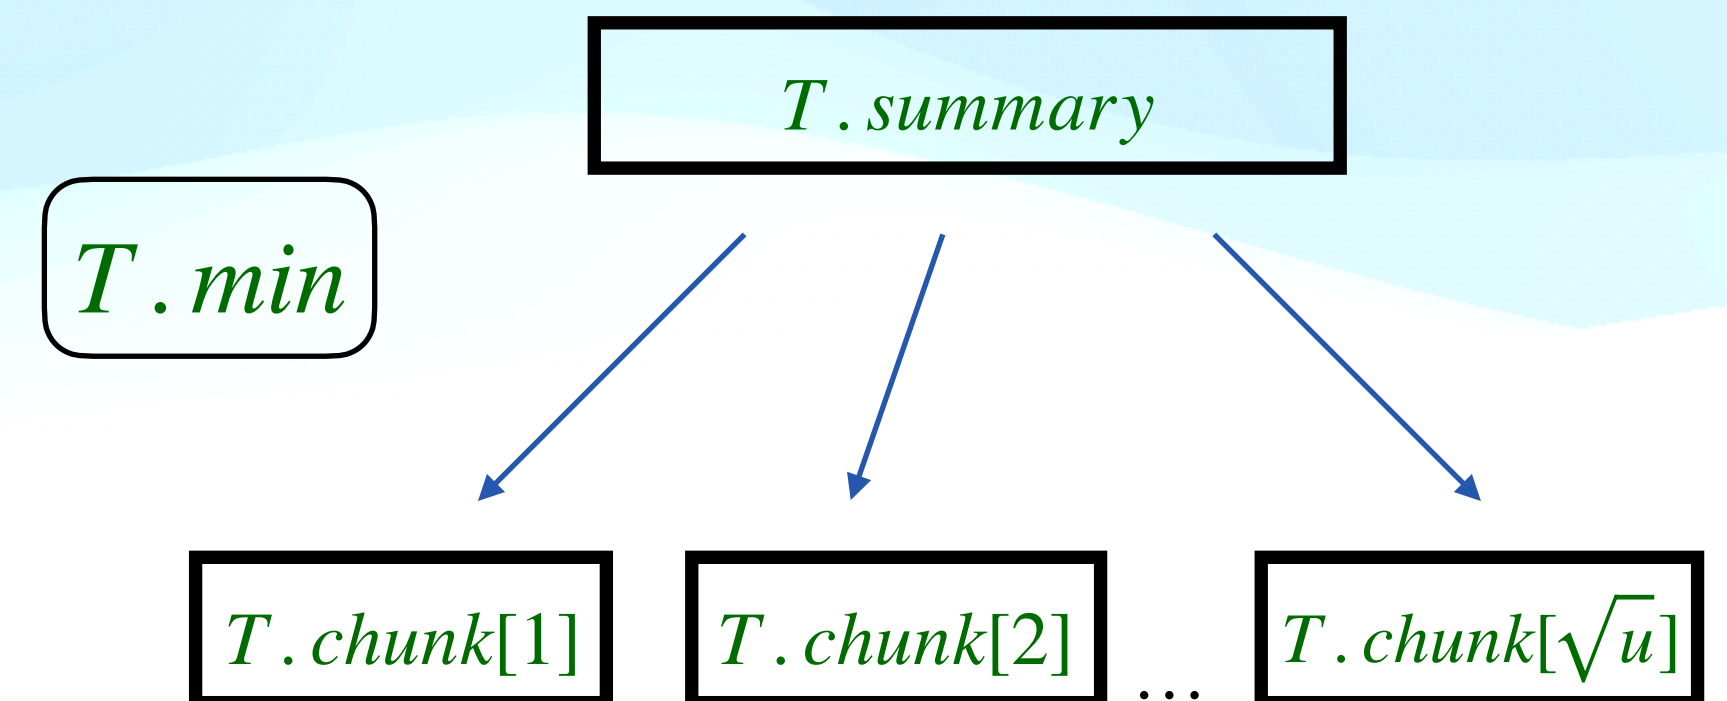 T.summary
T.min
T.chunk[1]
T.chunk[2]
...
T.chunk[√u]